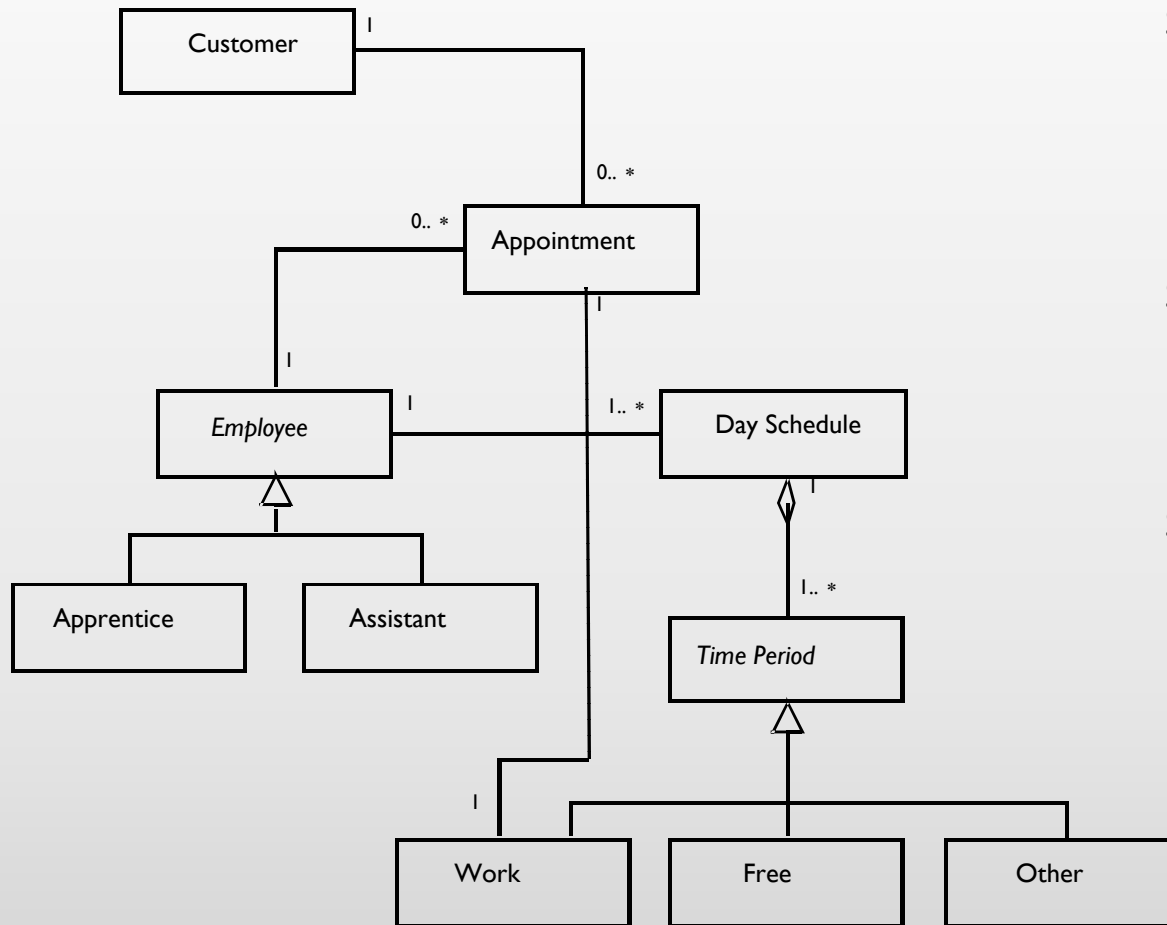 Customer
1
0.. *
0.. *
Appointment
1
1
Employee
1
1.. *
Day Schedule
1
Apprentice
Assistant
1.. *
Time Period
1
Work
Free
Other